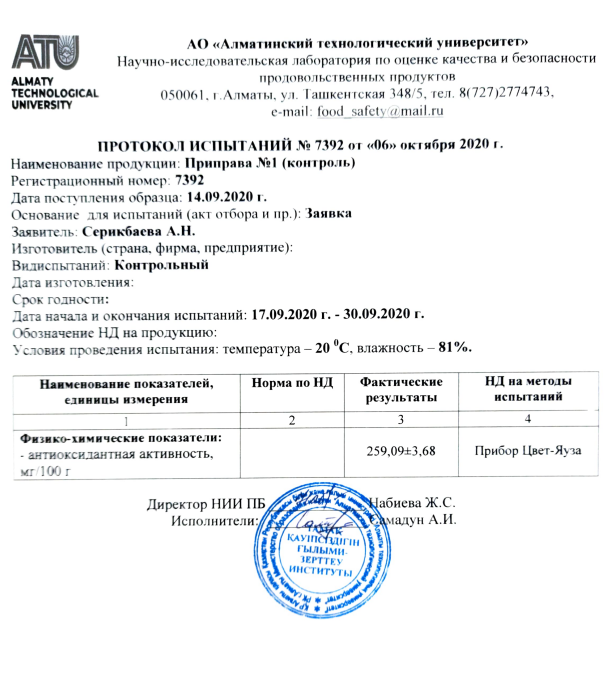 ATU
ALMATY
TECHNOLOGICAL
UNIVERSITY
АО «Алматинский технологический университет»
Научно-исследовательская лаборатория по оценке качества и безопасности
продовольственных продуктов
050061, г.Алматы, ул. Ташкентская 348/5, тел. 8(727)2774743,
e-mail: food_safety@mail.ru
ПРОТОКОЛ ИСПЫТАНИЙ № 7392 от «06» октября 2020 г.
Наименование продукции: Приправа №1 (контроль)
Регистрационный номер: 7392
Дата поступления образца: 14.09.2020 г.
Основание для испытаний (акт отбора и пр.): Заявка
Заявитель: Серикбаева А.Н.
Изготовитель (страна, фирма, предприятие):
Видиспытаний: Контрольный
Дата изготовления:
Срок годности:
Дата начала и окончания испытаний: 17.09.2020 г. - 30.09.2020 г.
Обозначение НД на продукцию:
Условия проведения испытания: температура – 20 ⁰С, влажность – 81%.
Наименование показателей, единицы измерения Норма по НД Фактические результаты НД на методы испытаний
1 2 3 4
Физико-химические показатели:
- антиоксидантная активность, мг/100 г 259,09±3,68 Прибор Цвет-Яуза
Директор НИИ ПБ Набиева Ж.С.
Исполнители: Самадун А.И.
ҚАУІПСІЗДІГІН
ҒЫЛЫМИ-
ЗЕРТТЕУ
ИНСТИТУТЫ